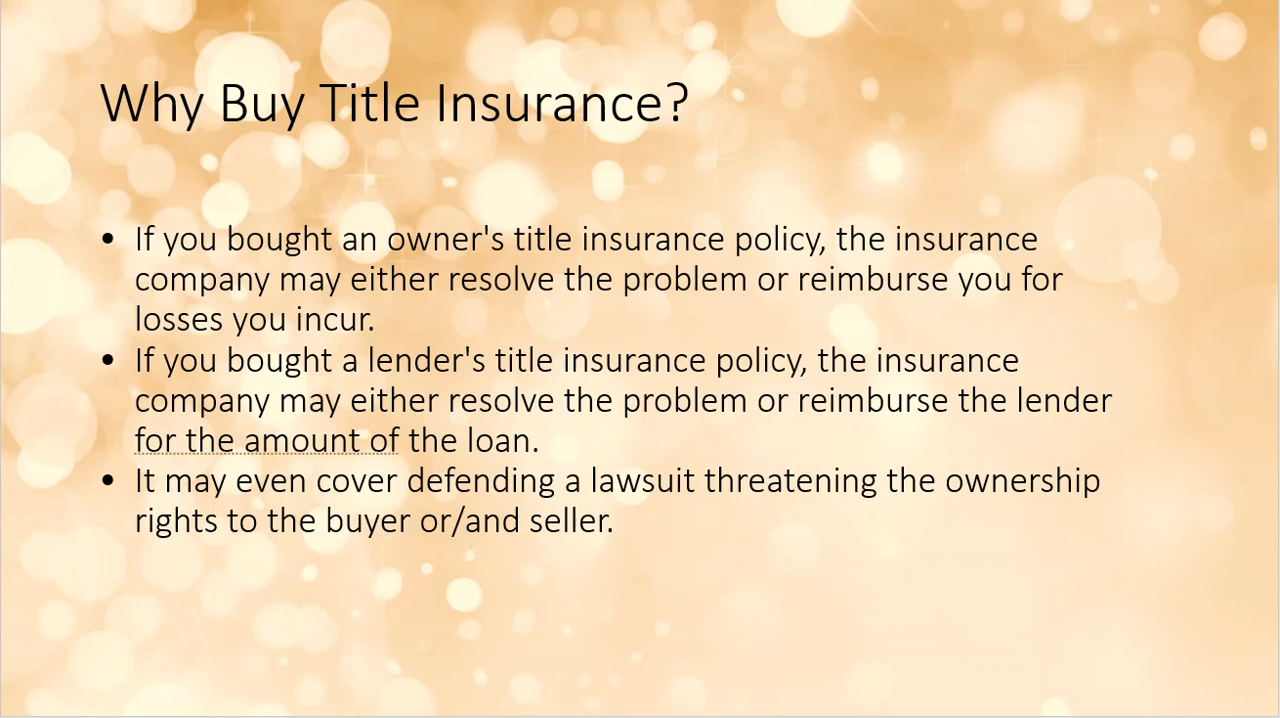 Why Buy Title Insurance?
• If you bought an owner's title insurance policy, the insurance
company may either resolve the problem or reimburse you for
losses you incur.
• If you bought a lender's title insurance policy, the insurance
company may either resolve the problem or reimburse the lender
for the amount of the loan.
• It may even cover defending a lawsuit threatening the ownership
rights to the buyer or/and seller.